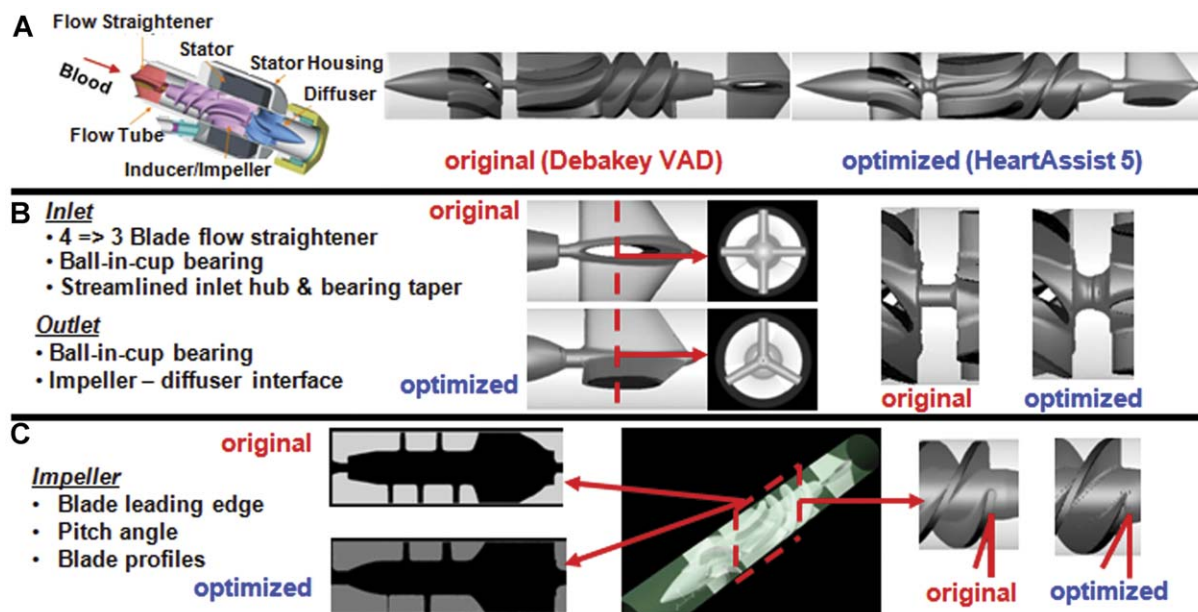 A
Flow Straightener
Stator
Stator Housing
Blood
Diffuser
Flow Tube
Inducer/Impeller
original (Debakey VAD)
optimized (HeartAssist 5)
B
Inlet
• 4 => 3 Blade flow straightener
• Ball-in-cup bearing
• Streamlined inlet hub & bearing taper
Outlet
• Ball-in-cup bearing
• Impeller – diffuser interface
original
optimized
original
optimized
C
Impeller
• Blade leading edge
• Pitch angle
• Blade profiles
original
optimized
original
optimized